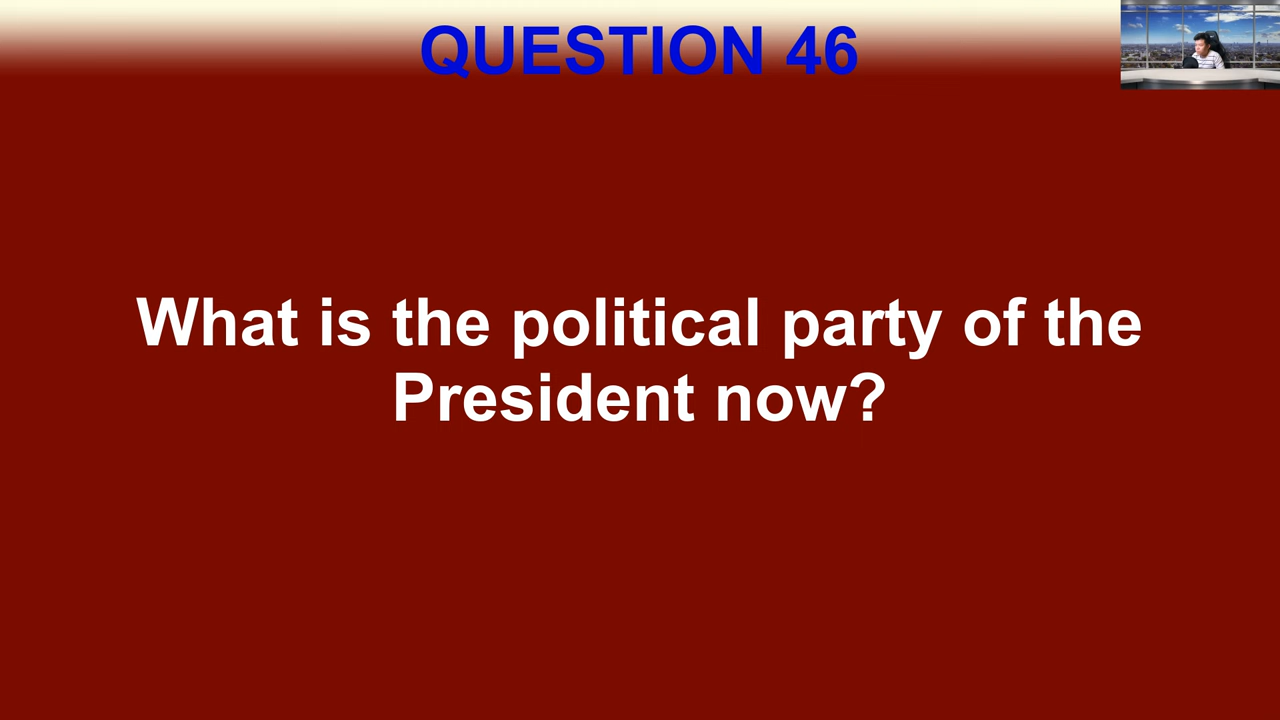 QUESTION 46
What is the political party of the
President now?